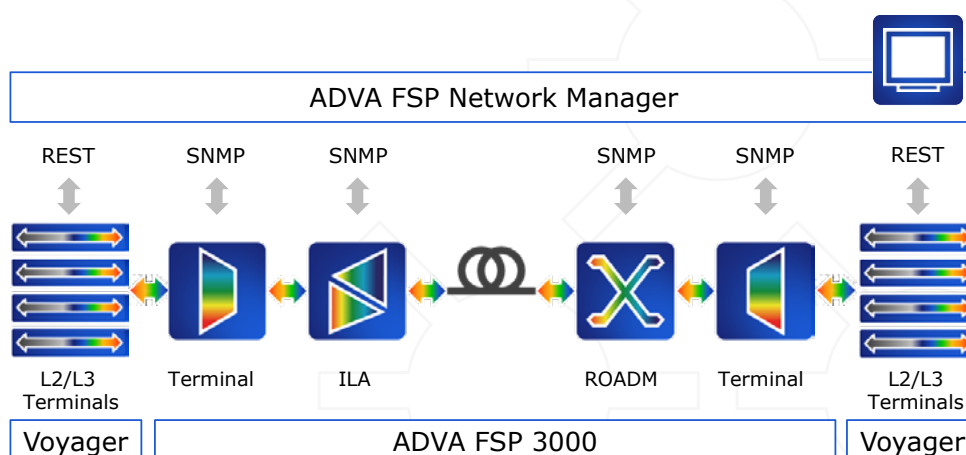 ADVA FSP Network Manager
REST SNMP SNMP SNMP SNMP REST
L2/L3 Terminal ILA ROADM Terminal L2/L3
Terminals Terminals
Voyager ADVA FSP 3000 Voyager